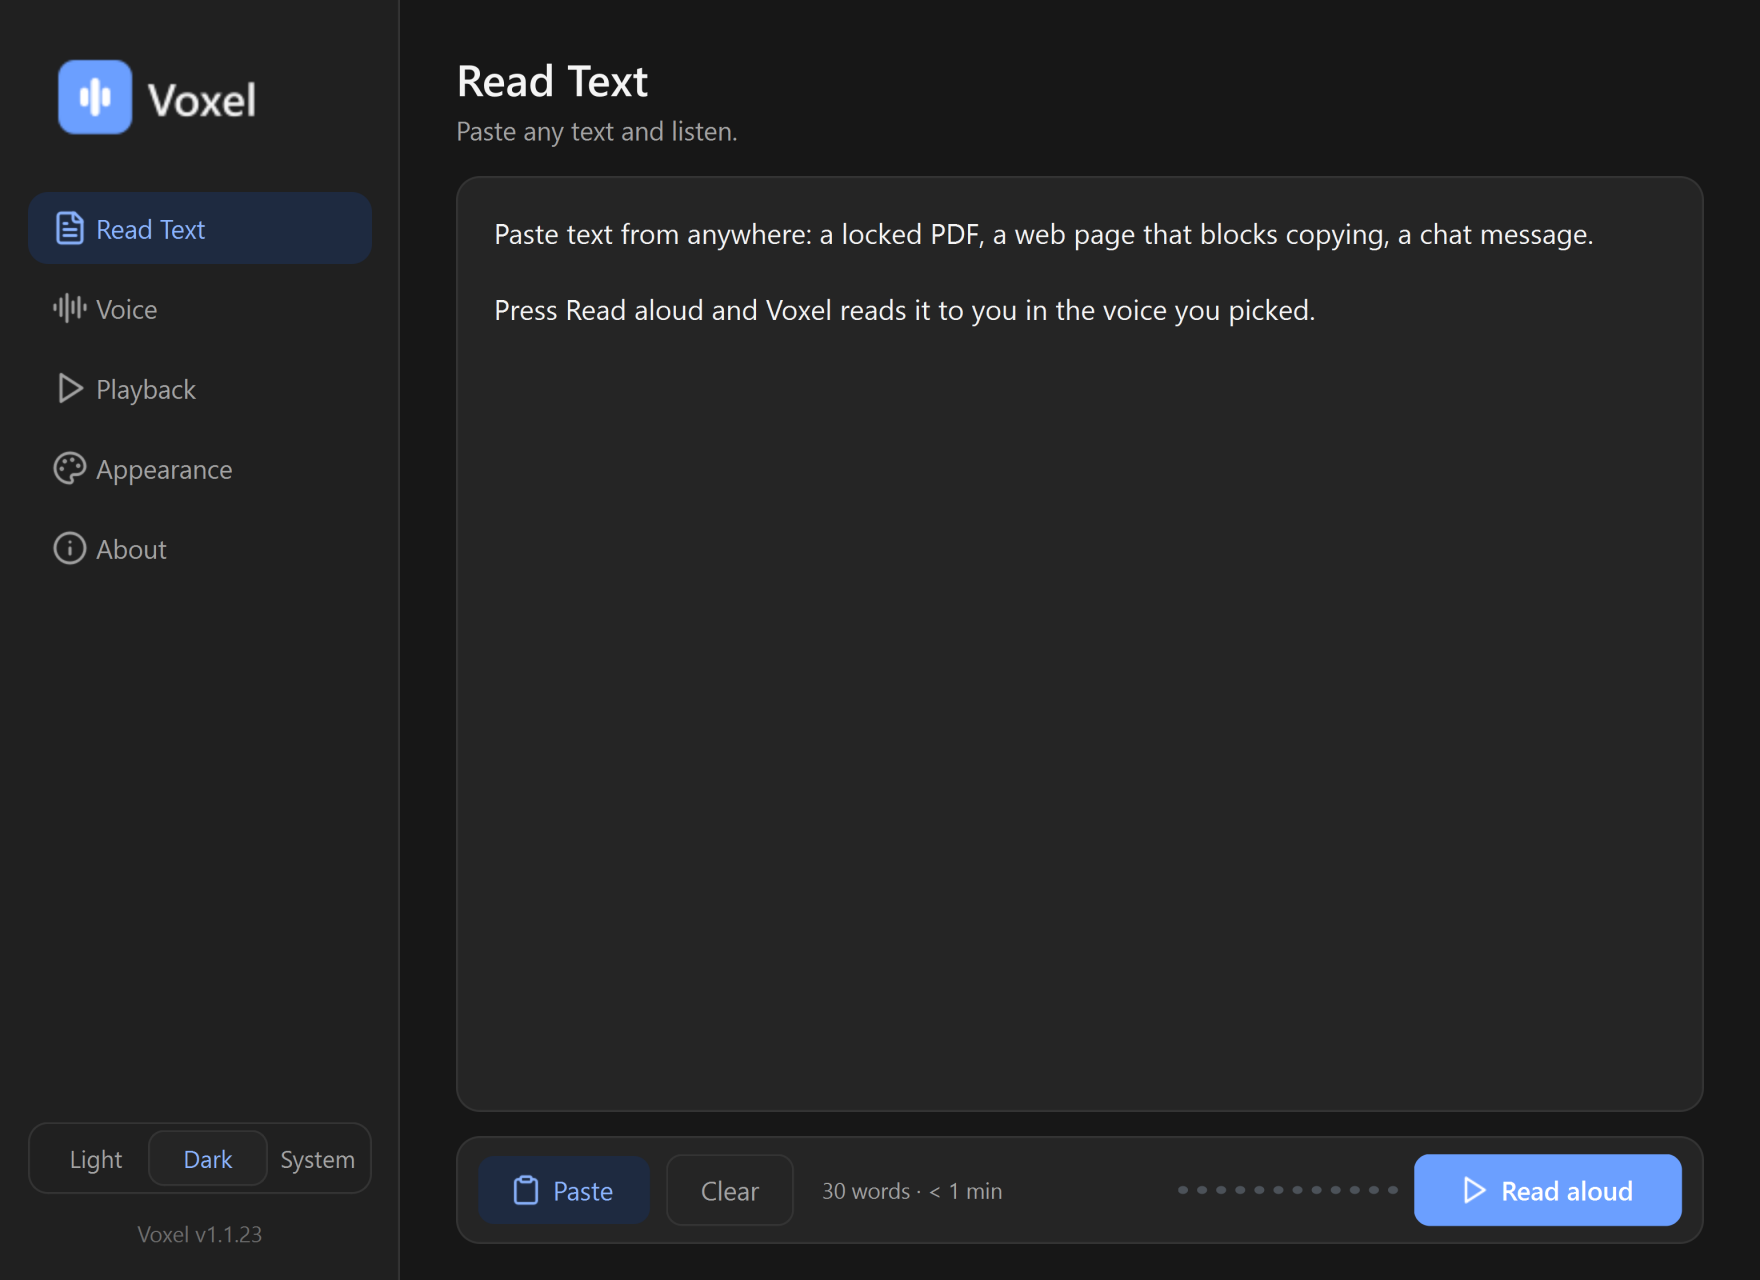 Voxel
Read Text
Voice
Playback
Appearance
About
Light Dark System
Voxel v1.1.23
Read Text
Paste any text and listen.
Paste text from anywhere: a locked PDF, a web page that blocks copying, a chat message.
Press Read aloud and Voxel reads it to you in the voice you picked.
Paste Clear 30 words · < 1 min Read aloud